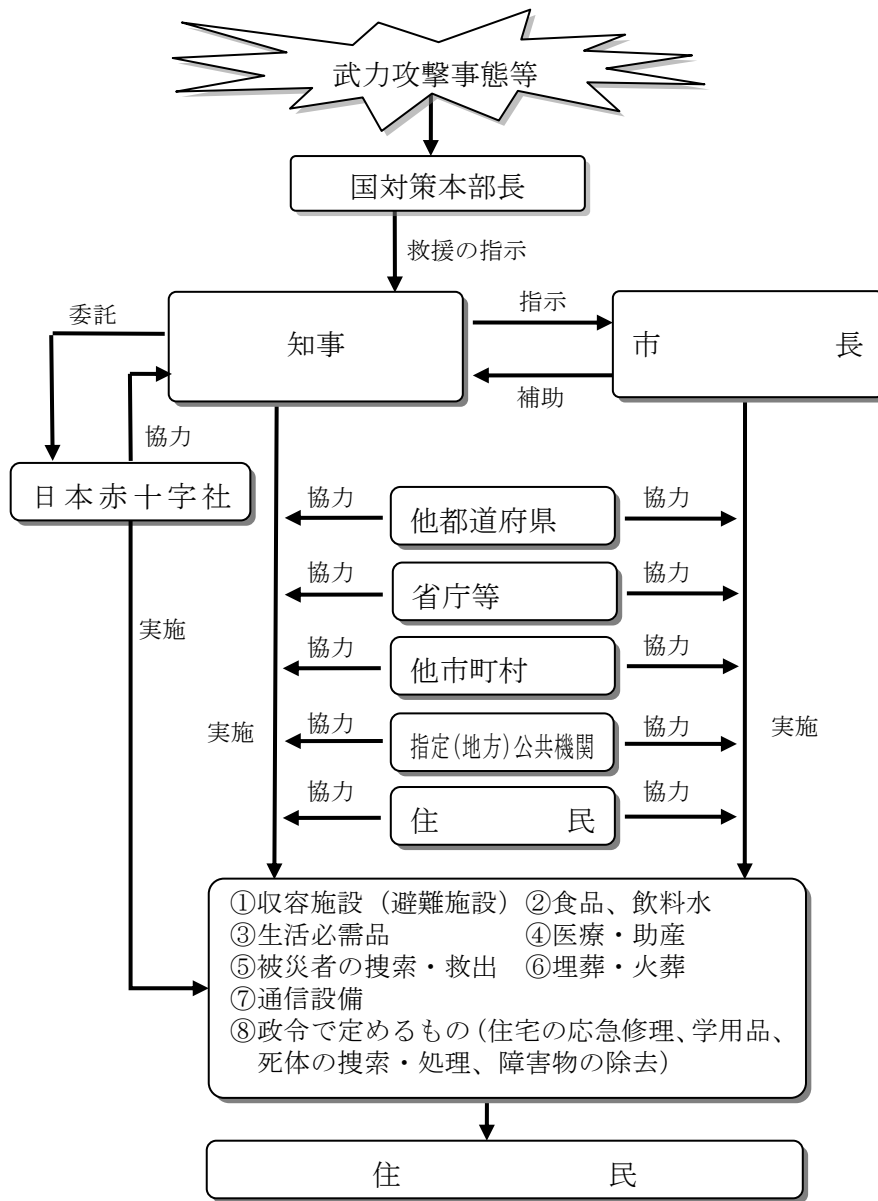 武力攻撃事態等
国対策本部長
救援の指示
委託
知事
指示
市　　　　長
補助
協力
日本赤十字社
協力
他都道府県
協力
協力
省庁等
協力
実施
協力
他市町村
協力
実施
協力
指定(地方)公共機関
協力
実施
協力
住　　　　民
協力
①収容施設（避難施設）②食品、飲料水
③生活必需品　　　　　④医療・助産
⑤被災者の捜索・救出　⑥埋葬・火葬
⑦通信設備
⑧政令で定めるもの(住宅の応急修理、学用品、
死体の捜索・処理、障害物の除去)
住　　　　民